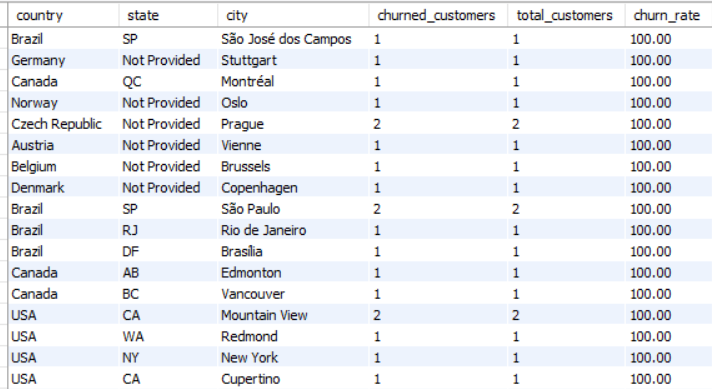 country state city churned_customers total_customers churn_rate
Brazil SP São José dos Campos 1 1 100.00
Germany Not Provided Stuttgart 1 1 100.00
Canada QC Montréal 1 1 100.00
Norway Not Provided Oslo 1 1 100.00
Czech Republic Not Provided Prague 2 2 100.00
Austria Not Provided Vienne 1 1 100.00
Belgium Not Provided Brussels 1 1 100.00
Denmark Not Provided Copenhagen 1 1 100.00
Brazil SP São Paulo 2 2 100.00
Brazil RJ Rio de Janeiro 1 1 100.00
Brazil DF Brasília 1 1 100.00
Canada AB Edmonton 1 1 100.00
Canada BC Vancouver 1 1 100.00
USA CA Mountain View 2 2 100.00
USA WA Redmond 1 1 100.00
USA NY New York 1 1 100.00
USA CA Cupertino 1 1 100.00